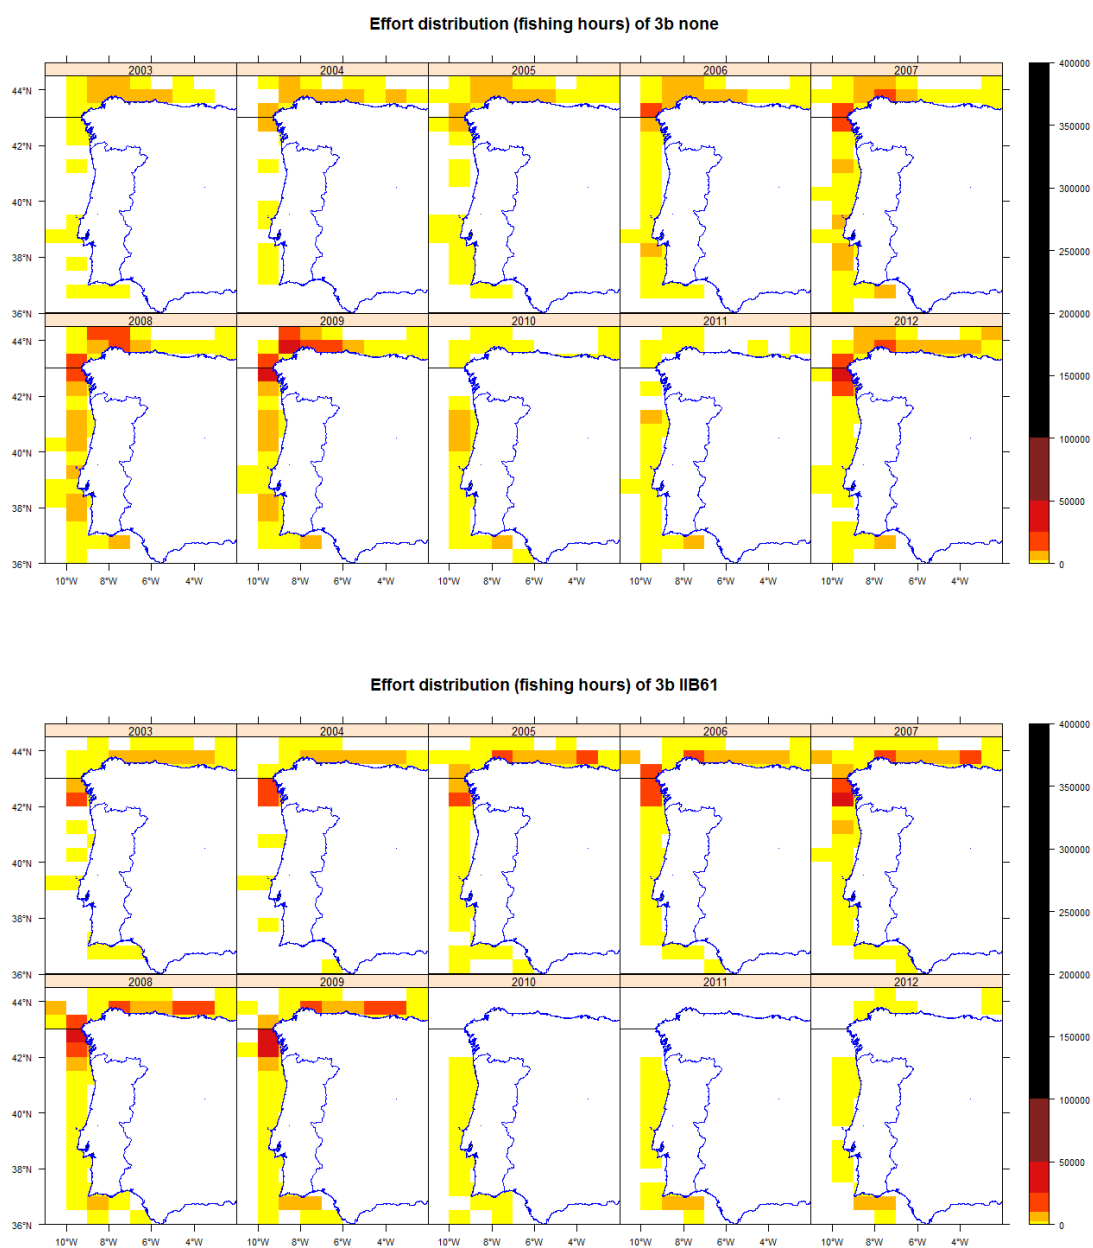 Effort distribution (fishing hours) of 3b none
2003 2004 2005 2006 2007
44°N
42°N
40°N
38°N
36°N
2008 2009 2010 2011 2012
44°N
42°N
40°N
38°N
36°N
10°W 8°W 6°W 4°W 10°W 8°W 6°W 4°W 10°W 8°W 6°W 4°W 10°W 8°W 6°W 4°W 10°W 8°W 6°W 4°W
400000
350000
300000
250000
200000
150000
100000
50000
0
Effort distribution (fishing hours) of 3b IIB61
2003 2004 2005 2006 2007
44°N
42°N
40°N
38°N
36°N
2008 2009 2010 2011 2012
44°N
42°N
40°N
38°N
36°N
10°W 8°W 6°W 4°W 10°W 8°W 6°W 4°W 10°W 8°W 6°W 4°W 10°W 8°W 6°W 4°W 10°W 8°W 6°W 4°W
400000
350000
300000
250000
200000
150000
100000
50000
0